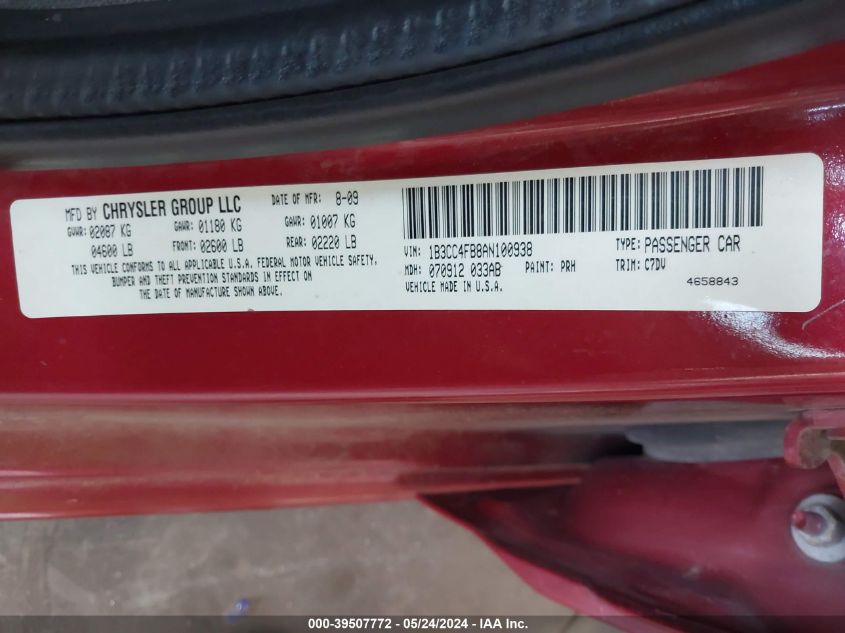 MFD BY CHRYSLER GROUP LLC DATE OF MFR: 8-09
GVWR: 02087 KG GAWR: 01180 KG GAWR: 01007 KG
04600 LB FRONT: 02600 LB REAR: 02220 LB
THIS VEHICLE CONFORMS TO ALL APPLICABLE U.S.A. FEDERAL MOTOR VEHICLE SAFETY,
BUMPER AND THEFT PREVENTION STANDARDS IN EFFECT ON
THE DATE OF MANUFACTURE SHOWN ABOVE.
VIN: 1B3CC4FB8AN100938 TYPE: PASSENGER CAR
MDH: 070912 033AB PAINT: PRH TRIM: C7DV
VEHICLE MADE IN U.S.A. 4658843
000-39507772 - 05/24/2024 - IAA Inc.